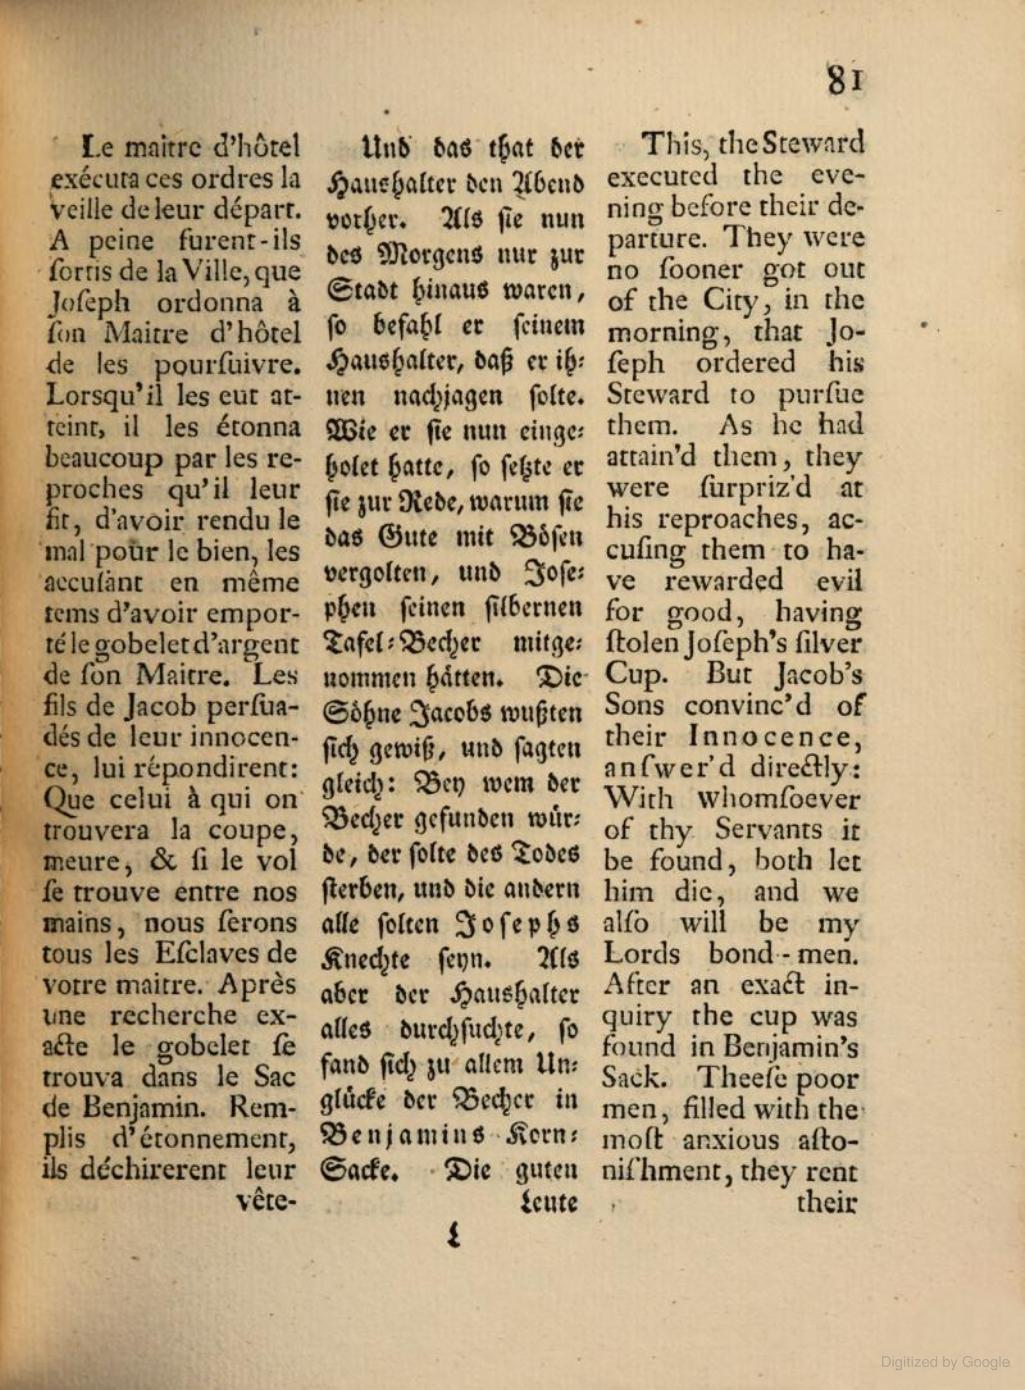 81
Le maitre d'hôtel
exécuta ces ordres la
veille de leur départ.
A peine furent-ils
ſortis de la Ville, que
Joſeph ordonna à
ſon Maitre d'hôtel
de les pourſuivre.
Lorsqu'il les eut at-
teint, il les étonna
beaucoup par les re-
proches qu'il leur
fit, d'avoir rendu le
mal pour le bien, les
accuſant en même
tems d'avoir empor-
té le gobelet d'argent
de ſon Maitre. Les
fils de Jacob perſua-
dés de leur innocen-
ce, lui répondirent:
Que celui à qui on
trouvera la coupe,
meure, & ſi le vol
ſe trouve entre nos
mains, nous ſerons
tous les Eſclaves de
votre maitre. Après
une recherche ex-
acte le gobelet ſe
trouva dans le Sac
de Benjamin. Rem-
plis d'étonnement,
ils déchirerent leur
vête-
Und das that der
Haushalter den Abend
vorher. Als ſie nun
des Morgens nur zur
Stadt hinaus waren,
ſo befahl er ſeinem
Haushalter, daß er ih⸗
nen nachjagen ſolte.
Wie er ſie nun einge⸗
holet hatte, ſo ſetzte er
ſie zur Rede, warum ſie
das Gute mit Böſen
vergolten, und Joſe⸗
phen ſeinen ſilbernen
Tafel⸗Becher mitge⸗
nommen hätten. Die
Söhne Jacobs wußten
ſich gewiß, und ſagten
gleich: Bey wem der
Becher gefunden wür⸗
de, der ſolte des Todes
ſterben, und die andern
alle ſolten Joſephs
Knechte ſeyn. Als
aber der Haushalter
alles durchſuchte, ſo
fand ſich zu allem Un⸗
glücke der Becher in
Benjamins Korn⸗
Sacke. Die guten
Leute
L
This, the Steward
executed the eve-
ning before their de-
parture. They were
no ſooner got out
of the City, in the
morning, that Jo-
ſeph ordered his
Steward to purſue
them. As he had
attain'd them, they
were ſurpriz'd at
his reproaches, ac-
cuſing them to ha-
ve rewarded evil
for good, having
ſtolen Joſeph's ſilver
Cup. But Jacob's
Sons convinc'd of
their Innocence,
anſwer'd directly:
With whomſoever
of thy Servants it
be found, both let
him die, and we
alſo will be my
Lords bond-men.
After an exact in-
quiry the cup was
found in Benjamin's
Sack. Theeſe poor
men, filled with the
moſt anxious aſto-
niſhment, they rent
their
Digitized by Google